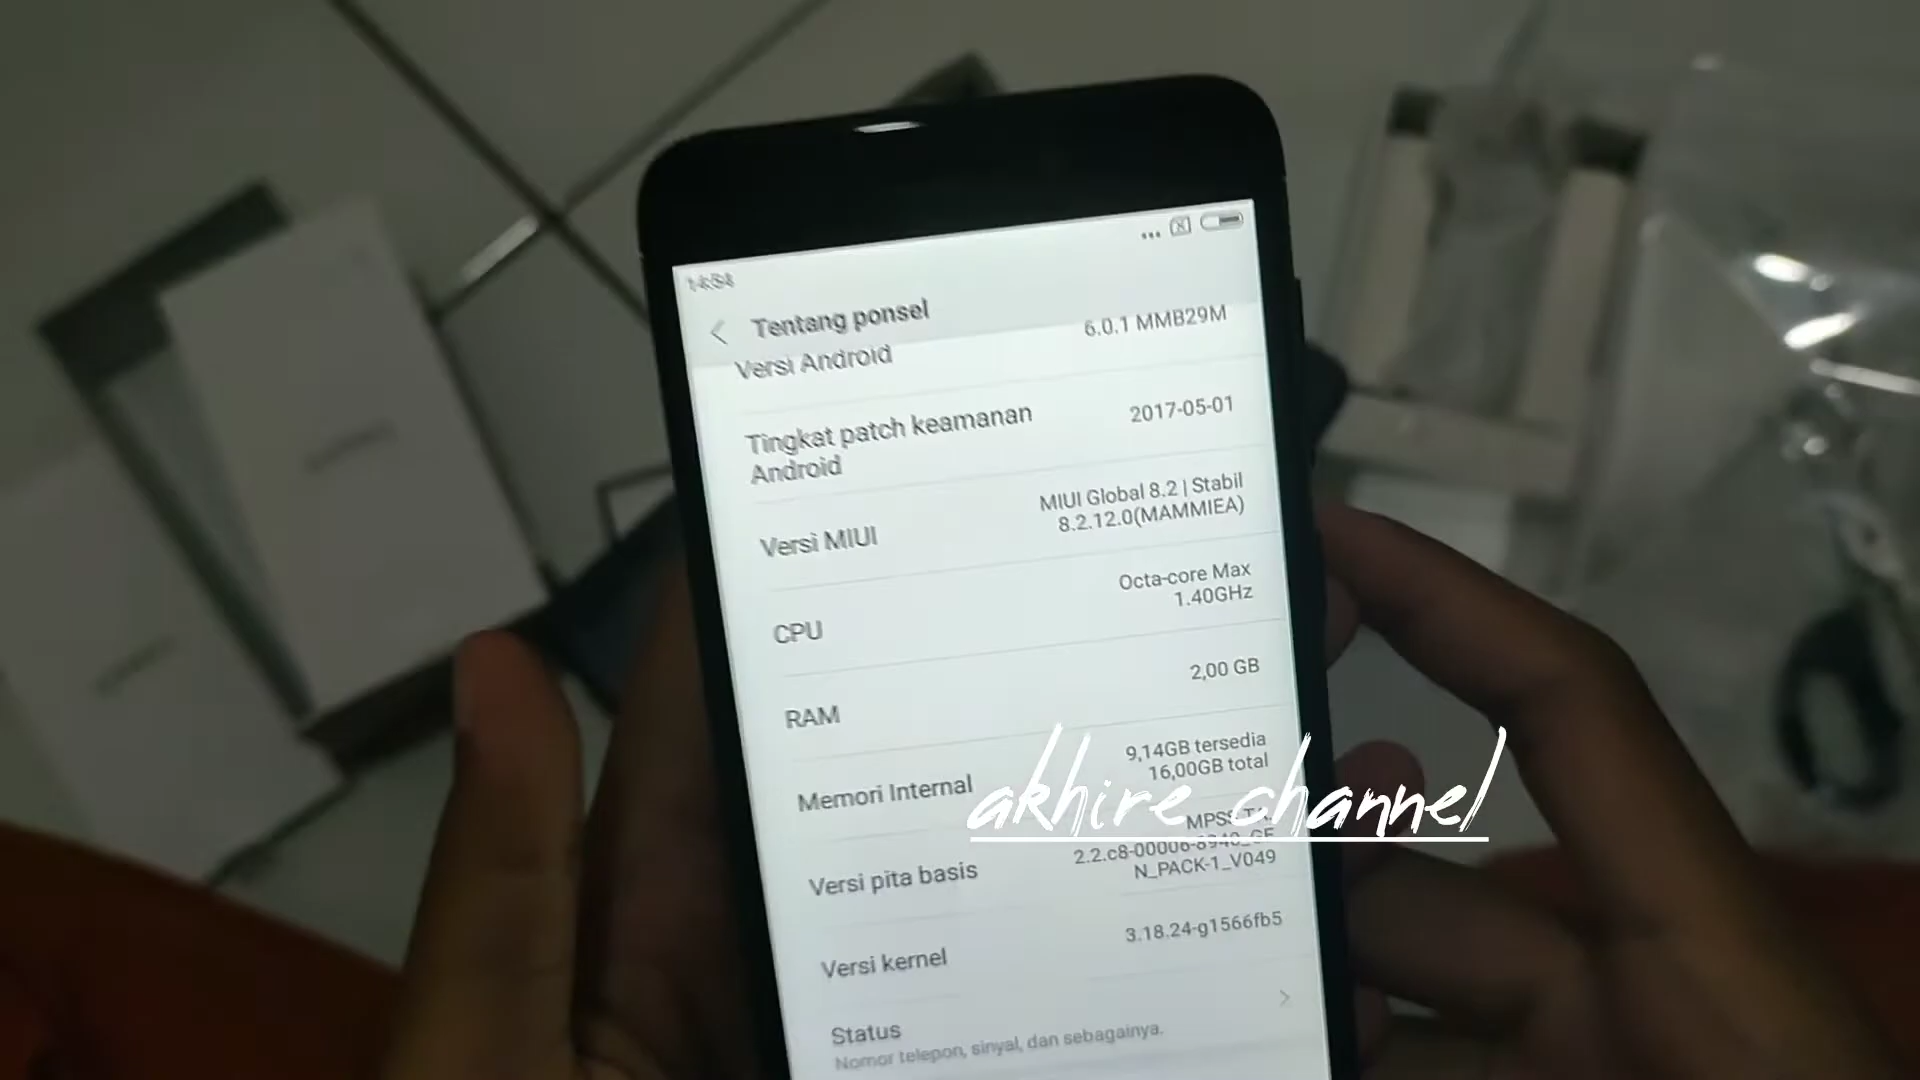 14:54
Tentang ponsel
Versi Android
6.0.1 MMB29M
Tingkat patch keamanan
Android
2017-05-01
Versi MIUI
MIUI Global 8.2 | Stabil
8.2.12.0(MAMMIEA)
CPU
Octa-core Max
1.40GHz
RAM
2,00 GB
Memori Internal
9,14GB tersedia
16,00GB total
akhire channel
Versi pita basis
N_PACK-1_V049
Versi kernel
3.18.24-g1566fb5
Status
Nomor telepon, sinyal, dan sebagainya.